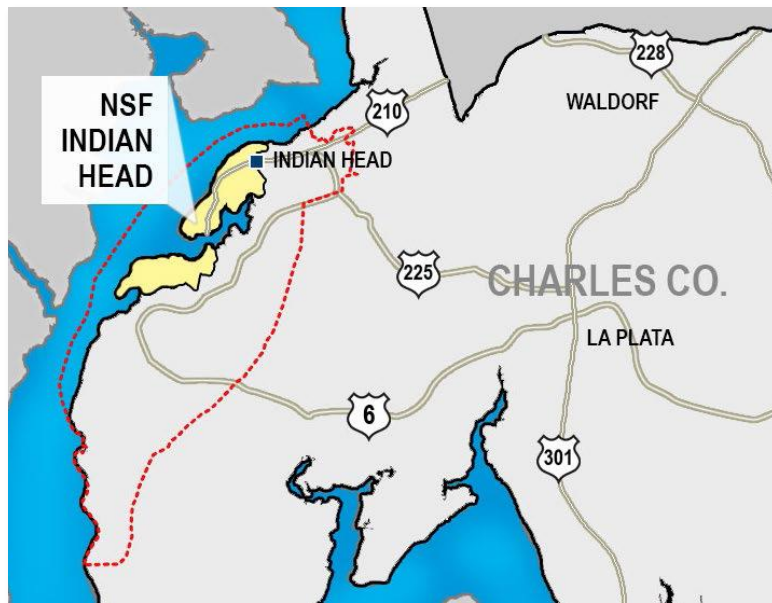 NSF
INDIAN
HEAD
210
228
WALDORF
INDIAN HEAD
225
CHARLES CO.
LA PLATA
6
301